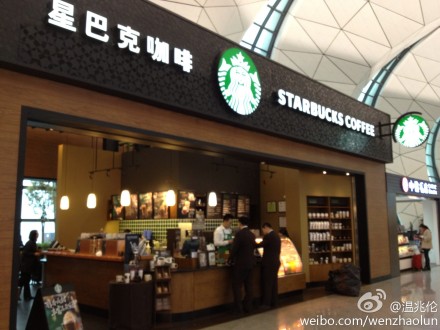 星巴克咖啡
STARBUCKS COFFEE
@温兆伦
weibo.com/wenzhaolun